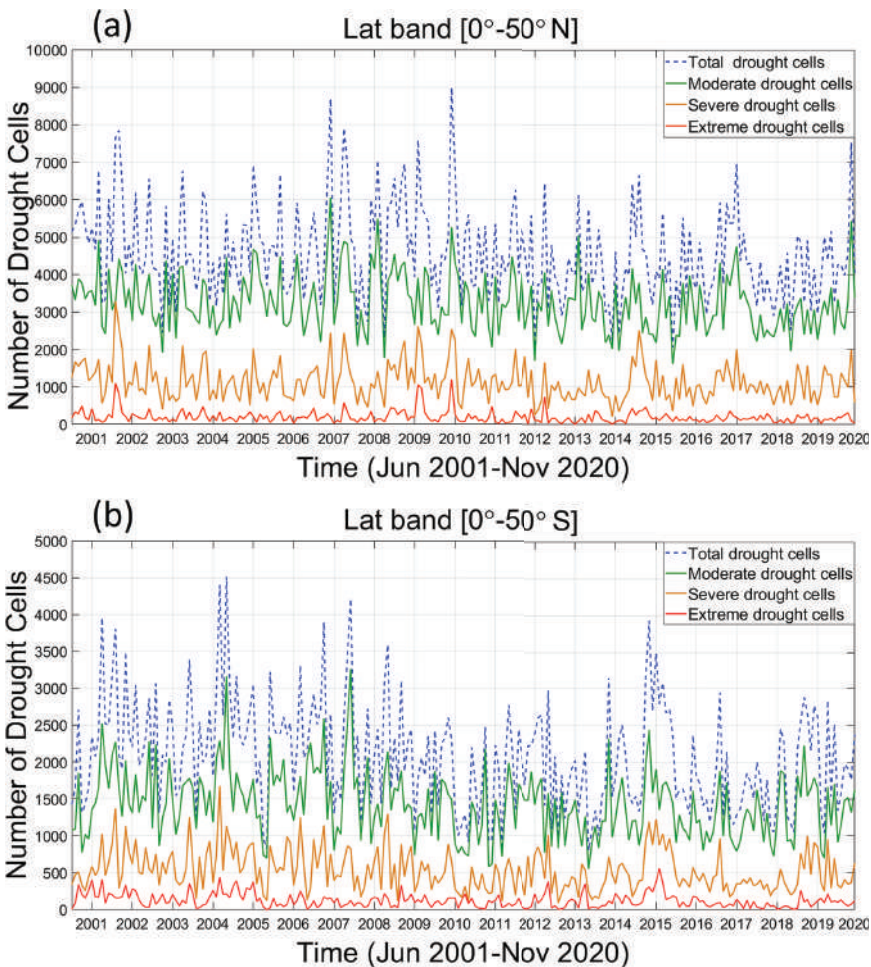 (a)
Lat band [0°-50° N]
Number of Drought Cells
10000
9000
8000
7000
6000
5000
4000
3000
2000
1000
0
Total drought cells
Moderate drought cells
Severe drought cells
Extreme drought cells
2001 2002 2003 2004 2005 2006 2007 2008 2009 2010 2011 2012 2013 2014 2015 2016 2017 2018 2019 2020
Time (Jun 2001-Nov 2020)
(b)
Lat band [0°-50° S]
Number of Drought Cells
5000
4500
4000
3500
3000
2500
2000
1500
1000
500
0
Total drought cells
Moderate drought cells
Severe drought cells
Extreme drought cells
2001 2002 2003 2004 2005 2006 2007 2008 2009 2010 2011 2012 2013 2014 2015 2016 2017 2018 2019 2020
Time (Jun 2001-Nov 2020)